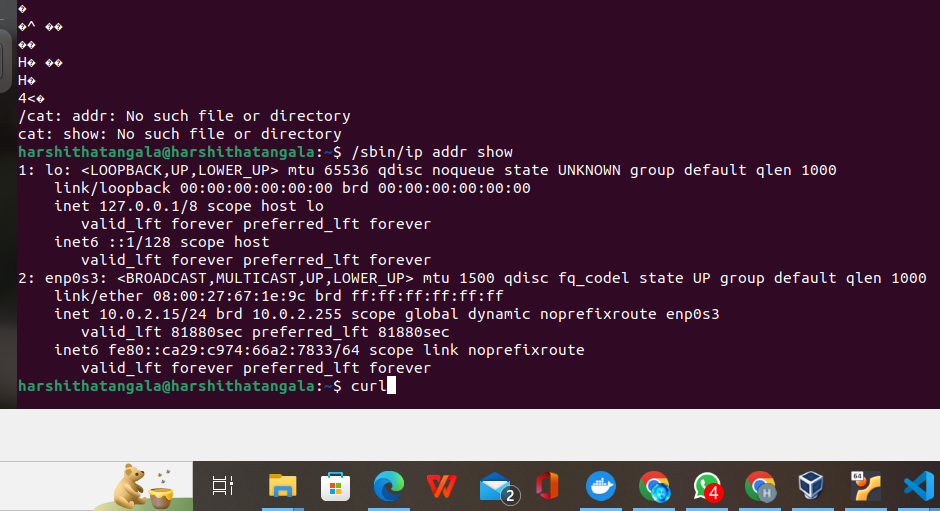 �
�^ ��
��
H� ��
H�
4<�
/cat: addr: No such file or directory
cat: show: No such file or directory
harshithatangala@harshithatangala:~$ /sbin/ip addr show
1: lo: <LOOPBACK,UP,LOWER_UP> mtu 65536 qdisc noqueue state UNKNOWN group default qlen 1000
    link/loopback 00:00:00:00:00:00 brd 00:00:00:00:00:00
    inet 127.0.0.1/8 scope host lo
       valid_lft forever preferred_lft forever
    inet6 ::1/128 scope host
       valid_lft forever preferred_lft forever
2: enp0s3: <BROADCAST,MULTICAST,UP,LOWER_UP> mtu 1500 qdisc fq_codel state UP group default qlen 1000
    link/ether 08:00:27:67:1e:9c brd ff:ff:ff:ff:ff:ff
    inet 10.0.2.15/24 brd 10.0.2.255 scope global dynamic noprefixroute enp0s3
       valid_lft 81880sec preferred_lft 81880sec
    inet6 fe80::ca29:c974:66a2:7833/64 scope link noprefixroute
       valid_lft forever preferred_lft forever
harshithatangala@harshithatangala:~$ curl
2
4
H
64